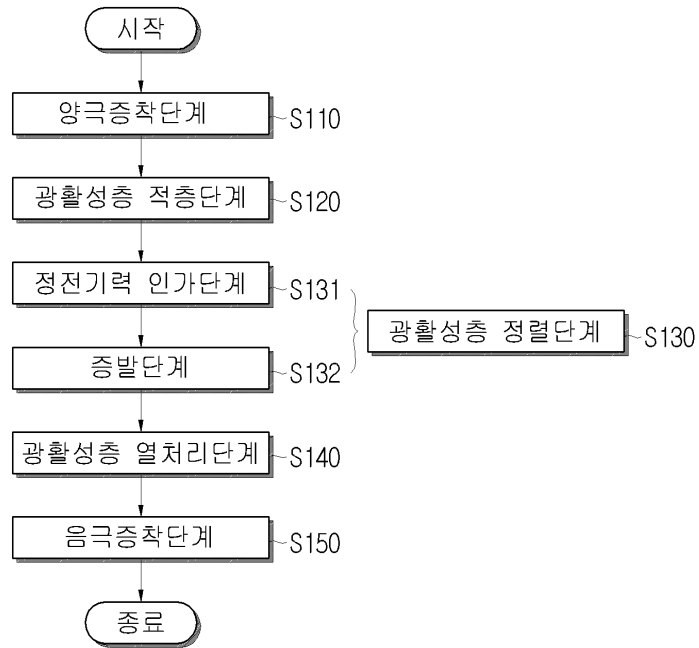 시작
양극증착단계 S110
광활성층 적층단계 S120
정전기력 인가단계 S131
광활성층 정렬단계 S130
증발단계 S132
광활성층 열처리단계 S140
음극증착단계 S150
종료